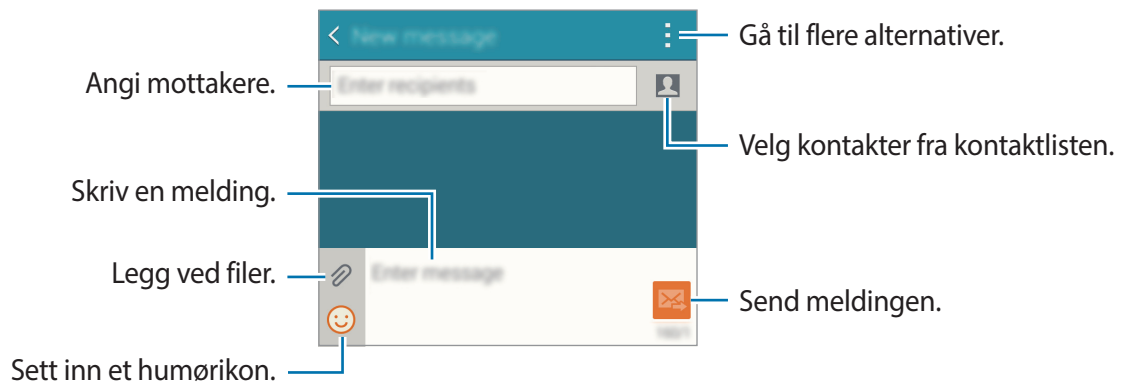 New message
Gå til flere alternativer.
Angi mottakere.
Enter recipients
Velg kontakter fra kontaktlisten.
Skriv en melding.
Legg ved filer.
Enter message
Send meldingen.
Sett inn et humørikon.